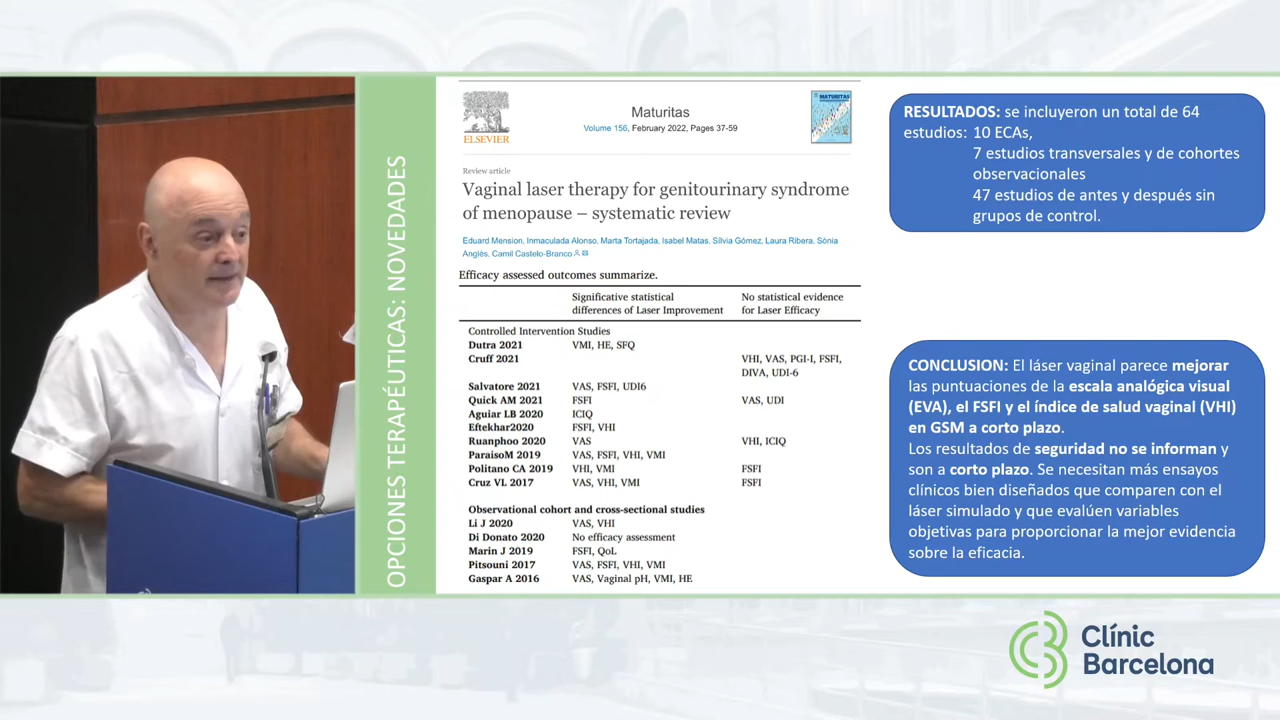 OPCIONES TERAPÉUTICAS: NOVEDADES
ELSEVIER
Maturitas
Volume 156, February 2022, Pages 37-59
MATURITAS
Review article
Vaginal laser therapy for genitourinary syndrome
of menopause – systematic review
Eduard Mension, Inmaculada Alonso, Marta Tortajada, Isabel Matas, Sílvia Gómez, Laura Ribera, Sònia
Anglès, Camil Castelo-Branco
Efficacy assessed outcomes summarize.
Significative statistical No statistical evidence
differences of Laser Improvement for Laser Efficacy
Controlled Intervention Studies
Dutra 2021 VMI, HE, SFQ
Cruff 2021 VHI, VAS, PGI-I, FSFI,
DIVA, UDI-6
Salvatore 2021 VAS, FSFI, UDI6
Quick AM 2021 FSFI VAS, UDI
Aguiar LB 2020 ICIQ
Eftekhar2020 FSFI, VHI
Ruanphoo 2020 VAS VHI, ICIQ
ParaisoM 2019 VAS, FSFI, VHI, VMI
Politano CA 2019 VHI, VMI FSFI
Cruz VL 2017 VAS, VHI, VMI FSFI
Observational cohort and cross-sectional studies
Li J 2020 VAS, VHI
Di Donato 2020 No efficacy assessment
Marin J 2019 FSFI, QoL
Pitsouni 2017 VAS, FSFI, VHI, VMI
Gaspar A 2016 VAS, Vaginal pH, VMI, HE
RESULTADOS: se incluyeron un total de 64
estudios: 10 ECAs,
7 estudios transversales y de cohortes
observacionales
47 estudios de antes y después sin
grupos de control.
CONCLUSION: El láser vaginal parece mejorar
las puntuaciones de la escala analógica visual
(EVA), el FSFI y el índice de salud vaginal (VHI)
en GSM a corto plazo.
Los resultados de seguridad no se informan y
son a corto plazo. Se necesitan más ensayos
clínicos bien diseñados que comparen con el
láser simulado y que evalúen variables
objetivas para proporcionar la mejor evidencia
sobre la eficacia.
Clínic
Barcelona